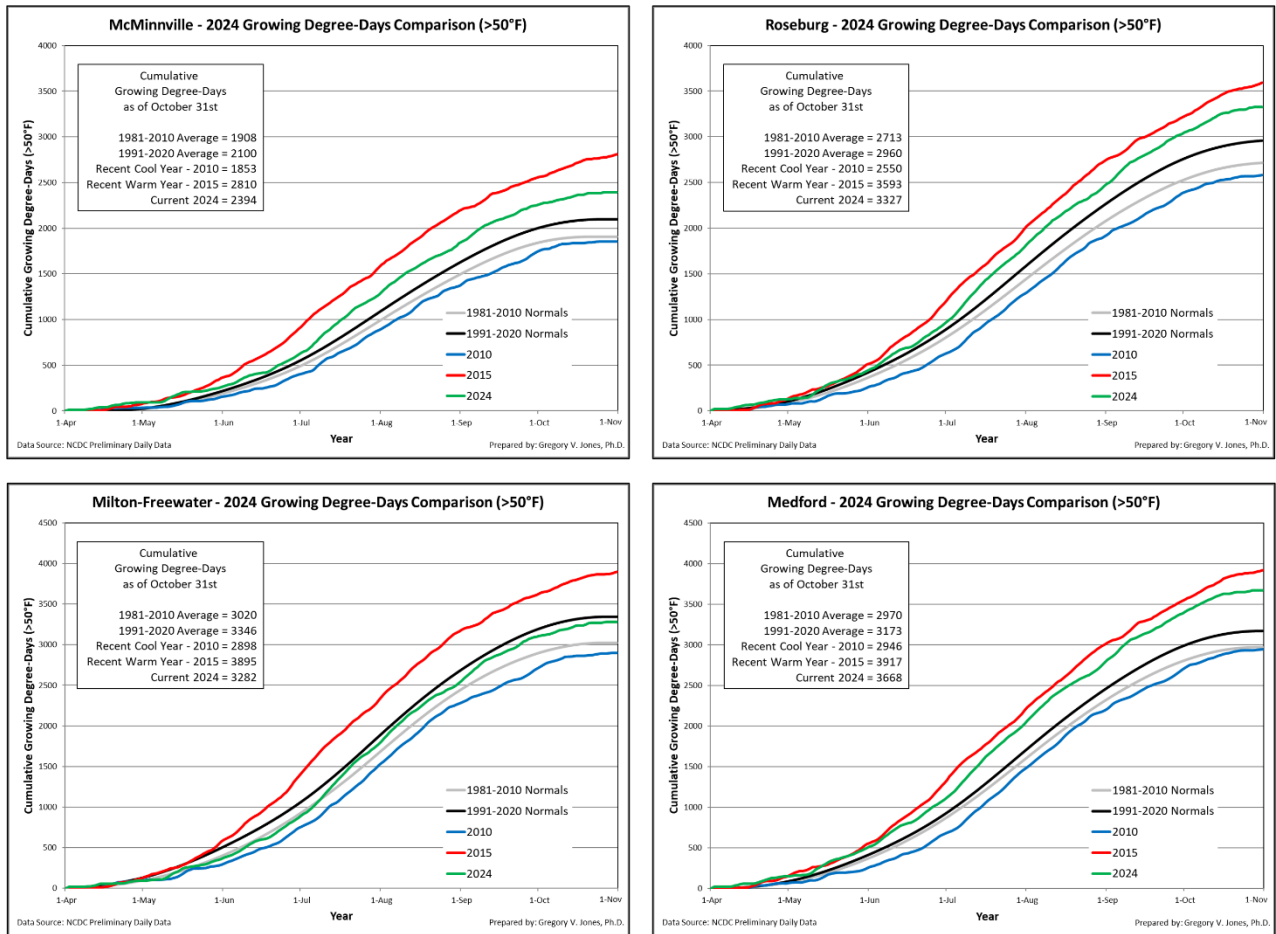 McMinnville - 2024 Growing Degree-Days Comparison (>50°F)
Cumulative Growing Degree-Days (>50°F)
4000
3500
3000
2500
2000
1500
1000
500
0
Cumulative
Growing Degree-Days
as of October 31st
1981-2010 Average = 1908
1991-2020 Average = 2100
Recent Cool Year - 2010 = 1853
Recent Warm Year - 2015 = 2810
Current 2024 = 2394
1981-2010 Normals
1991-2020 Normals
2010
2015
2024
1-Apr 1-May 1-Jun 1-Jul 1-Aug 1-Sep 1-Oct 1-Nov
Year
Data Source: NCDC Preliminary Daily Data
Prepared by: Gregory V. Jones, Ph.D.
Roseburg - 2024 Growing Degree-Days Comparison (>50°F)
Cumulative Growing Degree-Days (>50°F)
4000
3500
3000
2500
2000
1500
1000
500
0
Cumulative
Growing Degree-Days
as of October 31st
1981-2010 Average = 2713
1991-2020 Average = 2960
Recent Cool Year - 2010 = 2550
Recent Warm Year - 2015 = 3593
Current 2024 = 3327
1981-2010 Normals
1991-2020 Normals
2010
2015
2024
1-Apr 1-May 1-Jun 1-Jul 1-Aug 1-Sep 1-Oct 1-Nov
Year
Data Source: NCDC Preliminary Daily Data
Prepared by: Gregory V. Jones, Ph.D.
Milton-Freewater - 2024 Growing Degree-Days Comparison (>50°F)
Cumulative Growing Degree-Days (>50°F)
4500
4000
3500
3000
2500
2000
1500
1000
500
0
Cumulative
Growing Degree-Days
as of October 31st
1981-2010 Average = 3020
1991-2020 Average = 3346
Recent Cool Year - 2010 = 2898
Recent Warm Year - 2015 = 3895
Current 2024 = 3282
1981-2010 Normals
1991-2020 Normals
2010
2015
2024
1-Apr 1-May 1-Jun 1-Jul 1-Aug 1-Sep 1-Oct 1-Nov
Year
Data Source: NCDC Preliminary Daily Data
Prepared by: Gregory V. Jones, Ph.D.
Medford - 2024 Growing Degree-Days Comparison (>50°F)
Cumulative Growing Degree-Days (>50°F)
4500
4000
3500
3000
2500
2000
1500
1000
500
0
Cumulative
Growing Degree-Days
as of October 31st
1981-2010 Average = 2970
1991-2020 Average = 3173
Recent Cool Year - 2010 = 2946
Recent Warm Year - 2015 = 3917
Current 2024 = 3668
1981-2010 Normals
1991-2020 Normals
2010
2015
2024
1-Apr 1-May 1-Jun 1-Jul 1-Aug 1-Sep 1-Oct 1-Nov
Year
Data Source: NCDC Preliminary Daily Data
Prepared by: Gregory V. Jones, Ph.D.